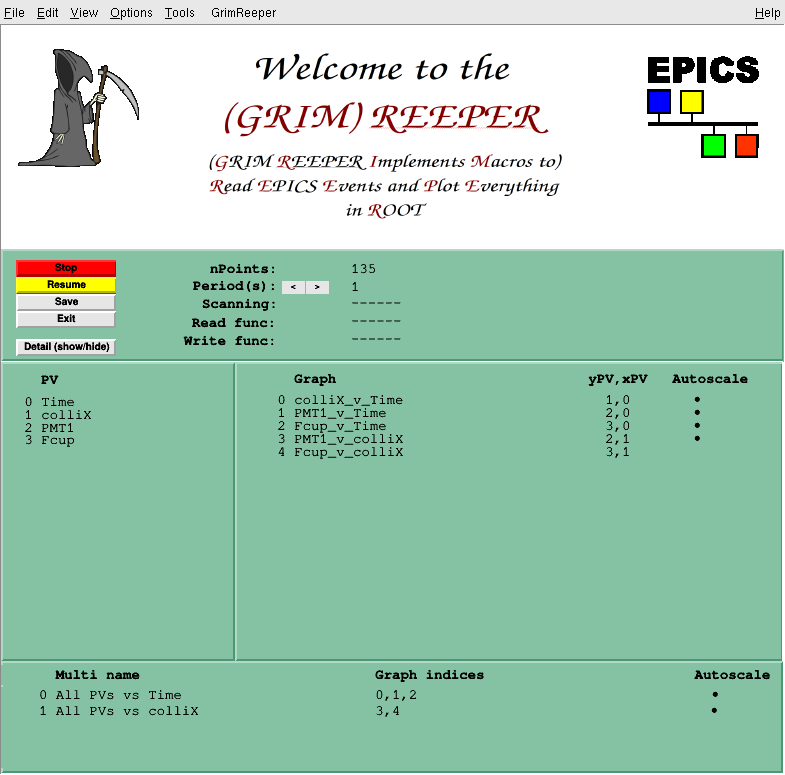 File Edit View Options Tools GrimReeper Help
Welcome to the
(GRIM) REEPER
(GRIM REEPER Implements Macros to)
Read EPICS Events and Plot Everything
in ROOT
EPICS
Stop
Resume
Save
Exit
Detail (show/hide)
nPoints: 135
Period(s): < > 1
Scanning: ------
Read func: ------
Write func: ------
PV
0 Time
1 colliX
2 PMT1
3 Fcup
Graph yPV,xPV Autoscale
0 colliX_v_Time 1,0 •
1 PMT1_v_Time 2,0 •
2 Fcup_v_Time 3,0 •
3 PMT1_v_colliX 2,1 •
4 Fcup_v_colliX 3,1
Multi name Graph indices Autoscale
0 All PVs vs Time 0,1,2 •
1 All PVs vs colliX 3,4 •